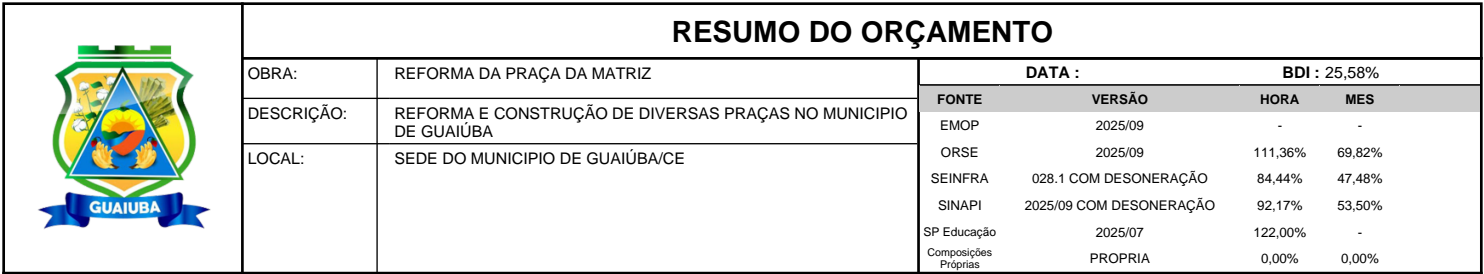 RESUMO DO ORÇAMENTO
OBRA: REFORMA DA PRAÇA DA MATRIZ
DESCRIÇÃO: REFORMA E CONSTRUÇÃO DE DIVERSAS PRAÇAS NO MUNICIPIO
DE GUAIÚBA
LOCAL: SEDE DO MUNICIPIO DE GUAIÚBA/CE
DATA : BDI : 25,58%
FONTE VERSÃO HORA MES
EMOP 2025/09 - -
ORSE 2025/09 111,36% 69,82%
SEINFRA 028.1 COM DESONERAÇÃO 84,44% 47,48%
SINAPI 2025/09 COM DESONERAÇÃO 92,17% 53,50%
SP Educação 2025/07 122,00% -
Composições
Próprias PROPRIA 0,00% 0,00%
GUAIUBA